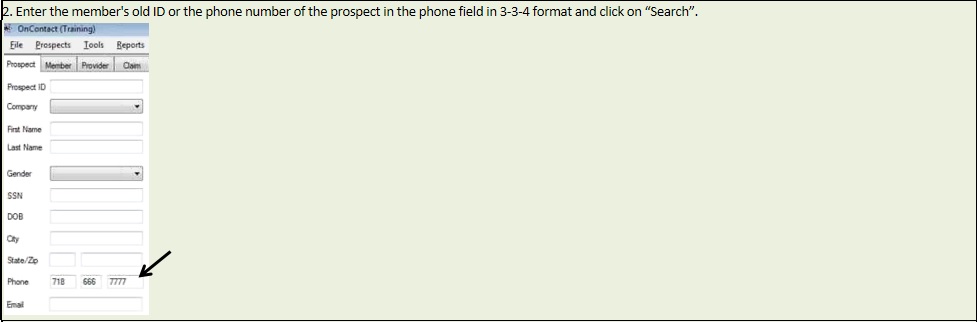 2. Enter the member's old ID or the phone number of the prospect in the phone field in 3-3-4 format and click on “Search”.
OnContact (Training)
File Prospects Tools Reports
Prospect Member Provider Claim
Prospect ID
Company
First Name
Last Name
Gender
SSN
DOB
City
State/Zip
Phone 718 666 7777
Email